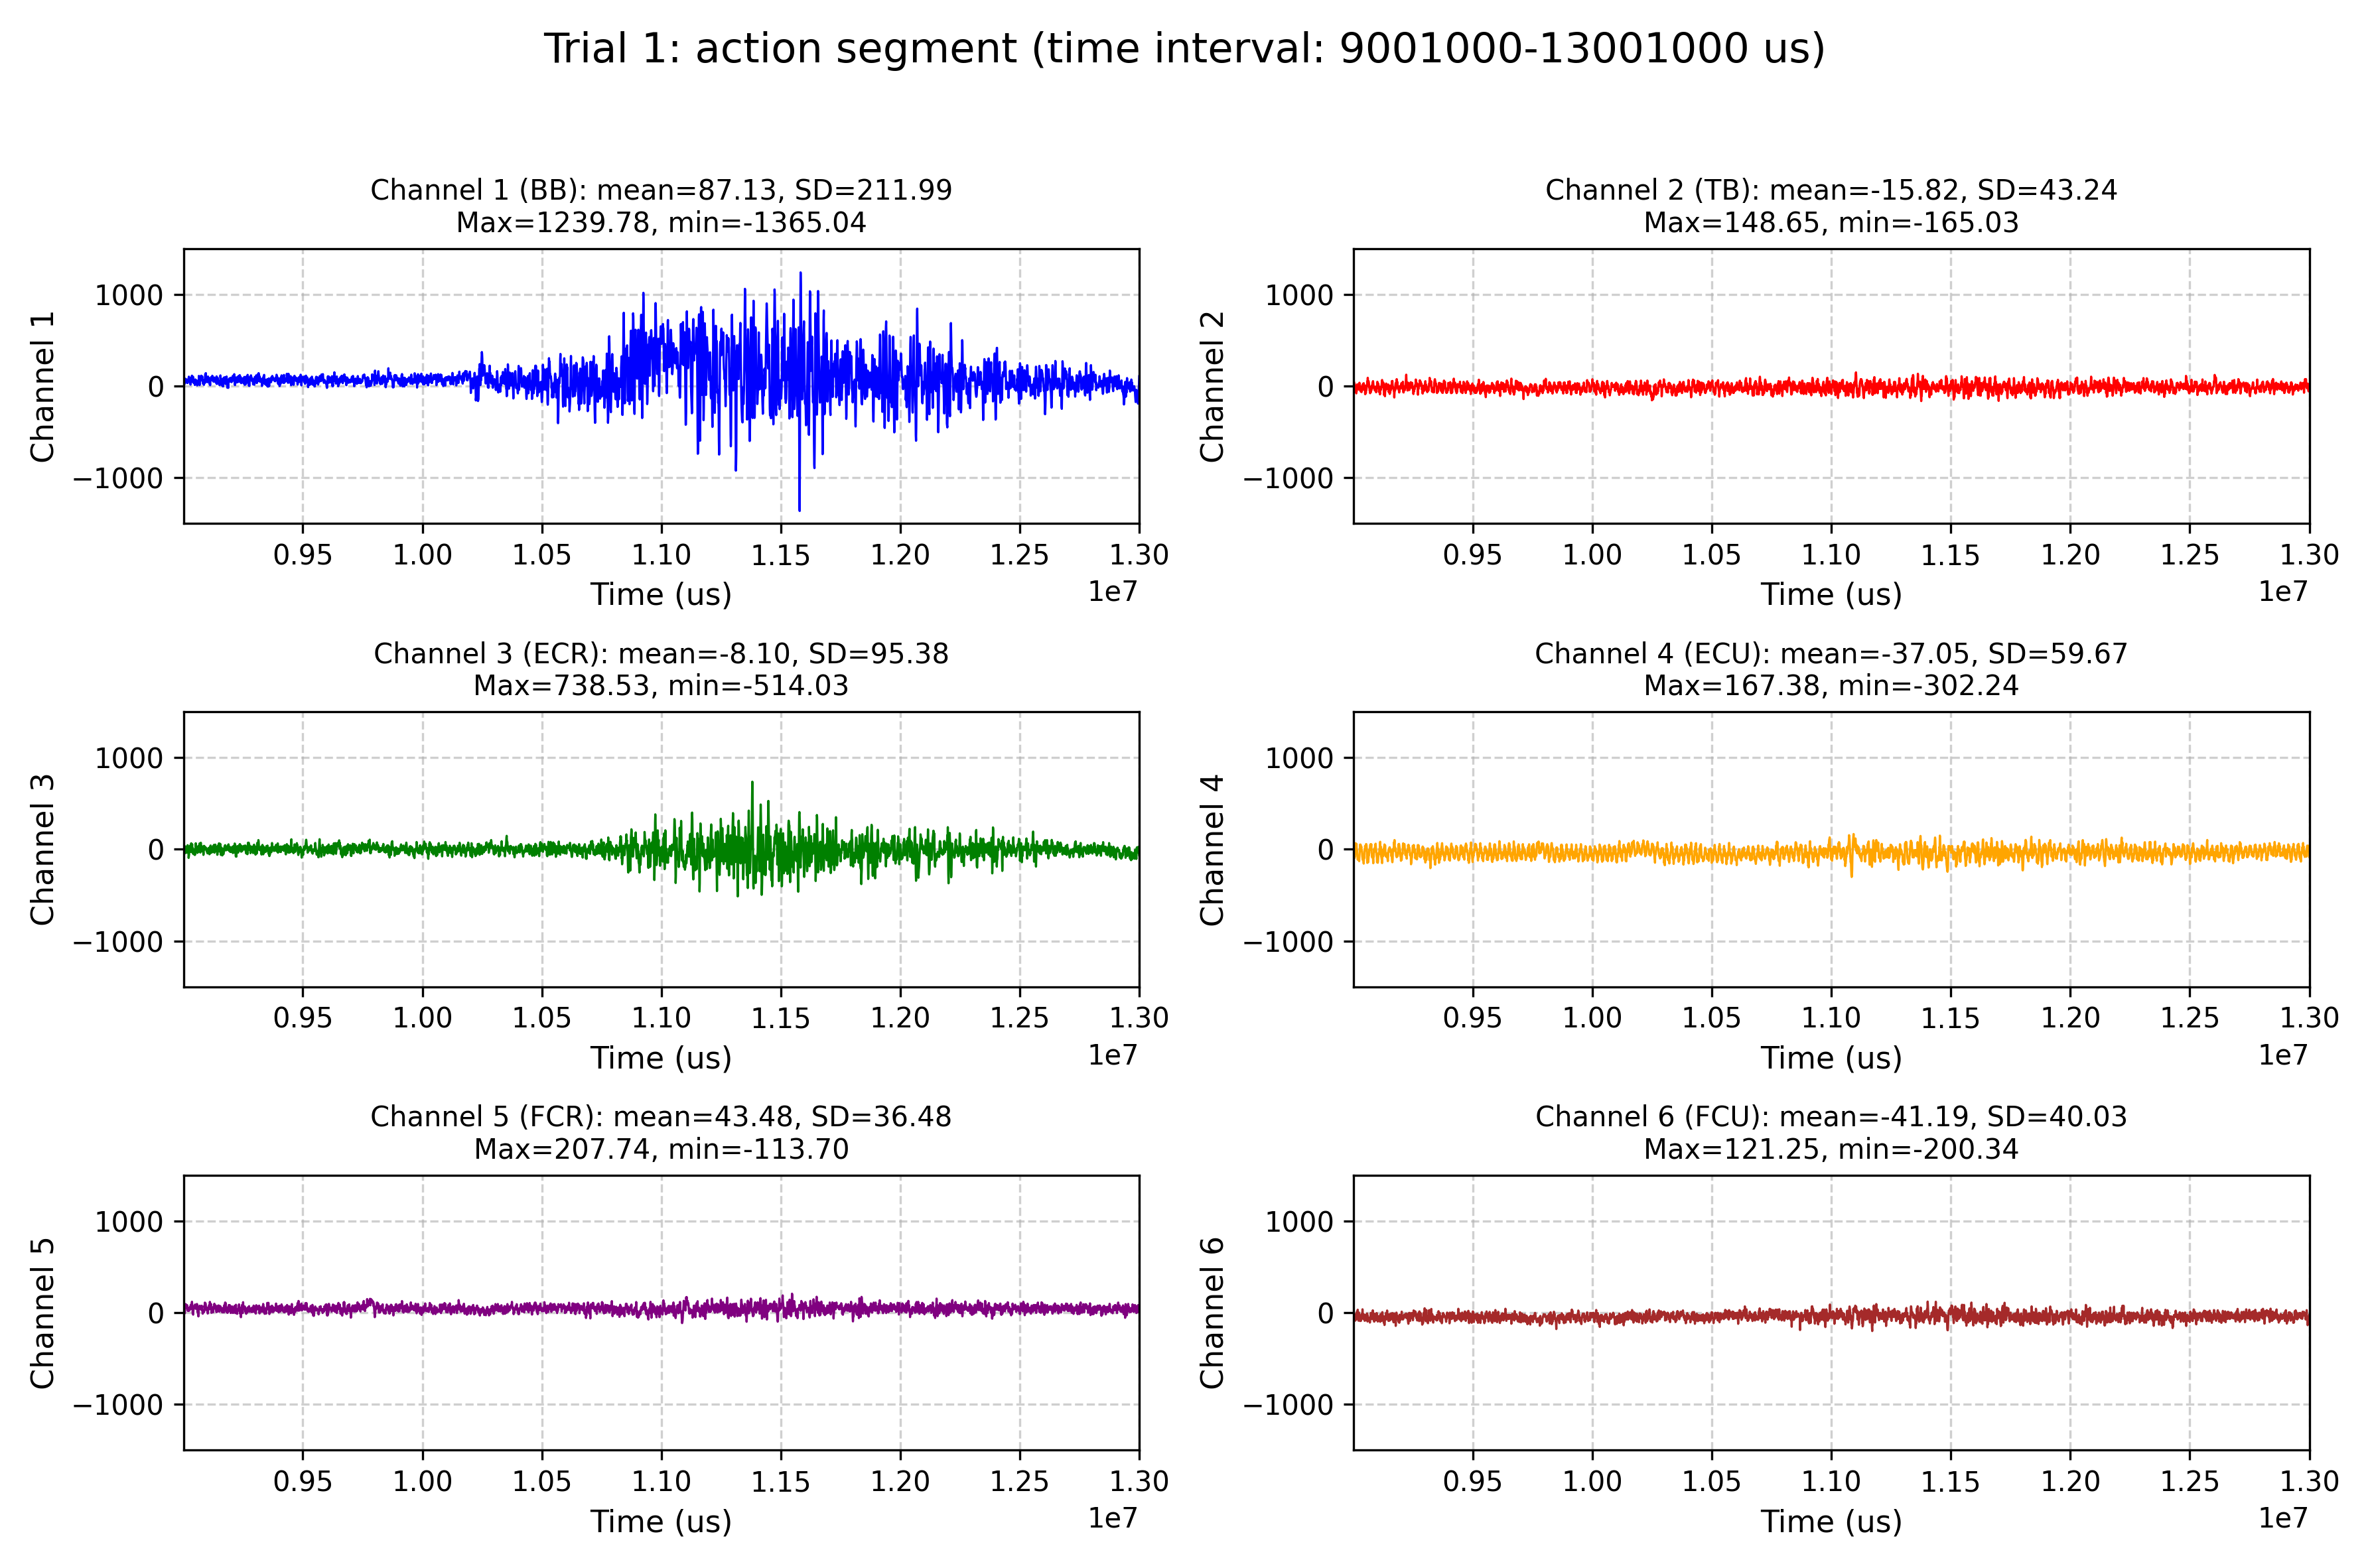 Trial 1: action segment (time interval: 9001000-13001000 us)
Channel 1 (BB): mean=87.13, SD=211.99
Max=1239.78, min=-1365.04
Channel 1
1000
0
−1000
0.95 1.00 1.05 1.10 1.15 1.20 1.25 1.30
1e7
Time (us)
Channel 2 (TB): mean=-15.82, SD=43.24
Max=148.65, min=-165.03
Channel 2
1000
0
−1000
0.95 1.00 1.05 1.10 1.15 1.20 1.25 1.30
1e7
Time (us)
Channel 3 (ECR): mean=-8.10, SD=95.38
Max=738.53, min=-514.03
Channel 3
1000
0
−1000
0.95 1.00 1.05 1.10 1.15 1.20 1.25 1.30
1e7
Time (us)
Channel 4 (ECU): mean=-37.05, SD=59.67
Max=167.38, min=-302.24
Channel 4
1000
0
−1000
0.95 1.00 1.05 1.10 1.15 1.20 1.25 1.30
1e7
Time (us)
Channel 5 (FCR): mean=43.48, SD=36.48
Max=207.74, min=-113.70
Channel 5
1000
0
−1000
0.95 1.00 1.05 1.10 1.15 1.20 1.25 1.30
1e7
Time (us)
Channel 6 (FCU): mean=-41.19, SD=40.03
Max=121.25, min=-200.34
Channel 6
1000
0
−1000
0.95 1.00 1.05 1.10 1.15 1.20 1.25 1.30
1e7
Time (us)